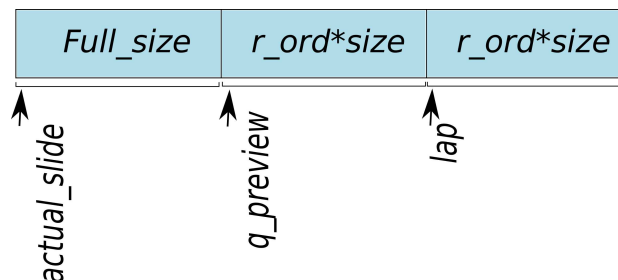 Full_size
r_ord*size
r_ord*size
actual_slide
q_preview
lap